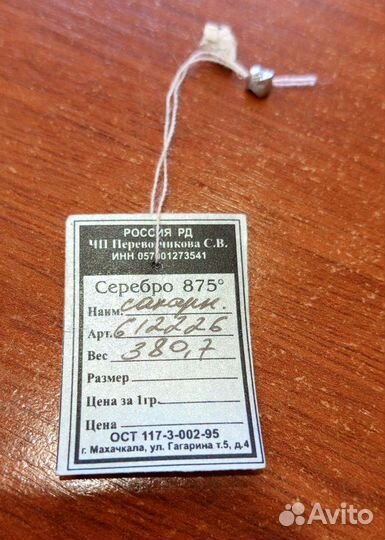 РОССИЯ РД
ЧП Переводчикова С.В.
ИНН 057001273541
Серебро 875°
Наим. сахарн.
Арт. 612226
Вес 380,7
Размер
Цена за 1гр.
Цена
ОСТ 117-3-002-95
г. Махачкала, ул. Гагарина т.5, д.4
Avito